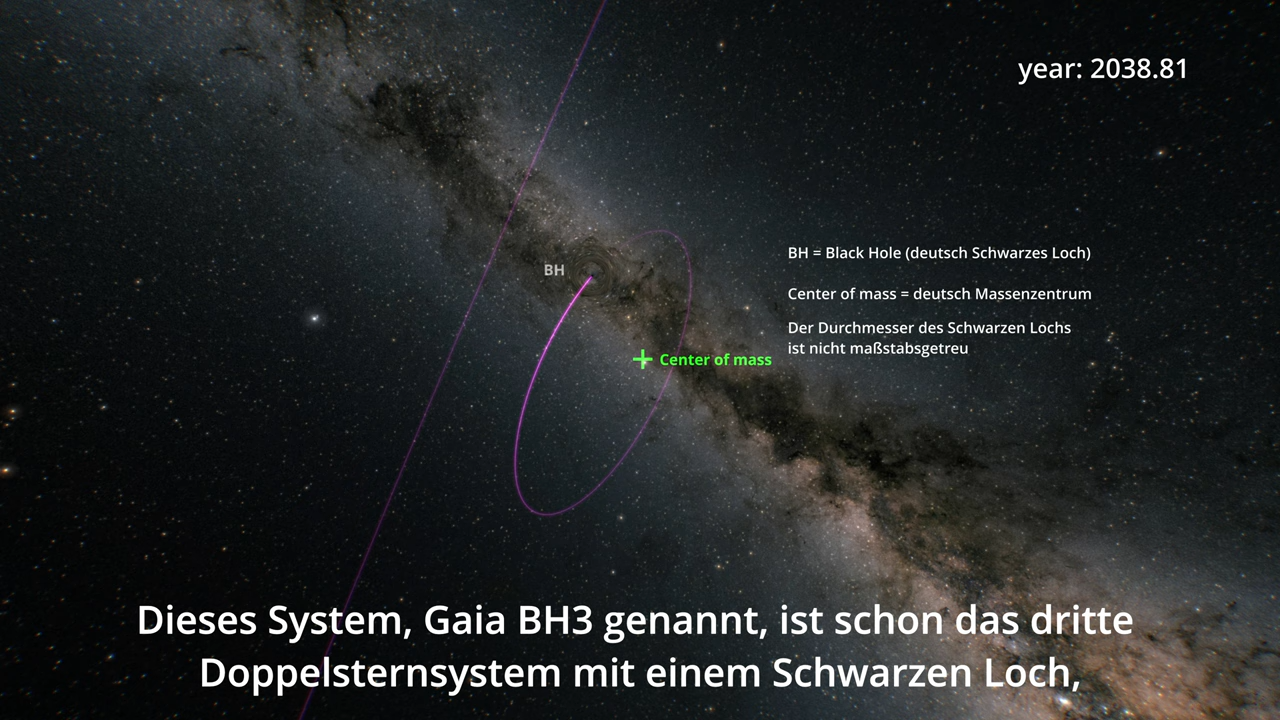 year: 2038.81
BH = Black Hole (deutsch Schwarzes Loch)
BH
Center of mass = deutsch Massenzentrum
Der Durchmesser des Schwarzen Lochs
ist nicht maßstabsgetreu
Center of mass
Dieses System, Gaia BH3 genannt, ist schon das dritte
Doppelsternsystem mit einem Schwarzen Loch,